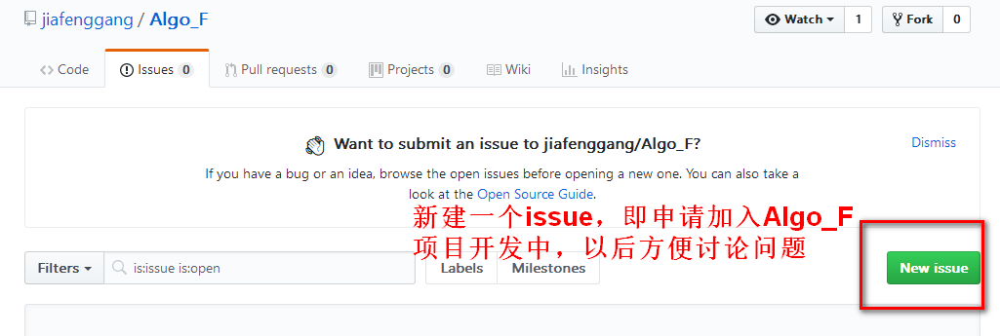 jiafenggang / Algo_F
Watch 1 Fork 0
Code Issues 0 Pull requests 0 Projects 0 Wiki Insights
Want to submit an issue to jiafenggang/Algo_F?
Dismiss
If you have a bug or an idea, browse the open issues before opening a new one. You can also take a
look at the Open Source Guide.
新建一个issue，即申请加入Algo_F
项目开发中，以后方便讨论问题
Filters is:issue is:open Labels Milestones New issue